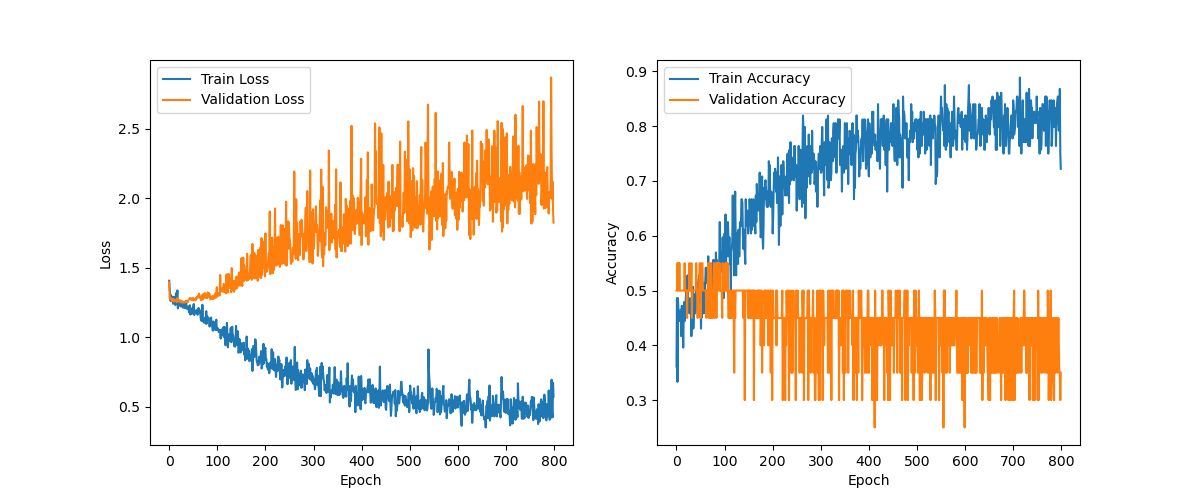 Train Loss
Validation Loss
2.5
2.0
1.5
1.0
0.5
Loss
0 100 200 300 400 500 600 700 800
Epoch
Train Accuracy
Validation Accuracy
0.9
0.8
0.7
0.6
0.5
0.4
0.3
Accuracy
0 100 200 300 400 500 600 700 800
Epoch